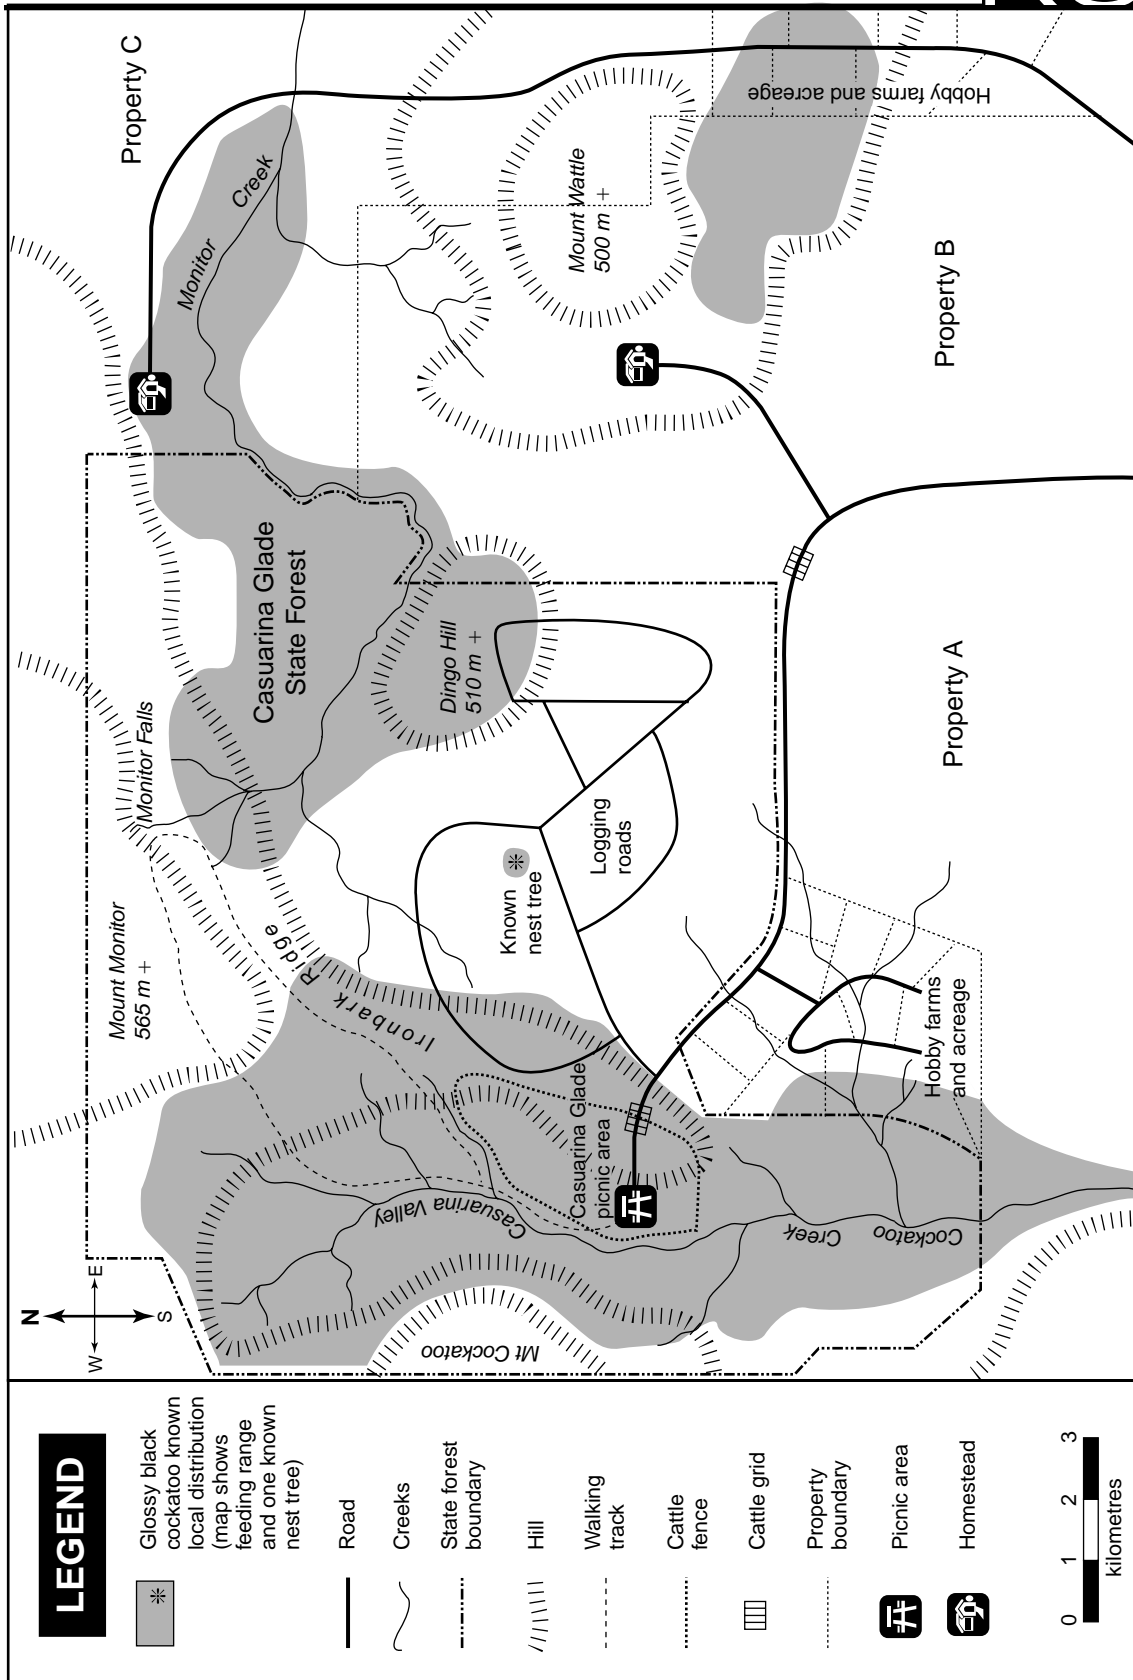 LEGEND
Glossy black
cockatoo known
local distribution
(map shows
feeding range
and one known
nest tree)
Road
Creeks
State forest
boundary
Hill
Walking
track
Cattle
fence
Cattle grid
Property
boundary
Picnic area
Homestead
0 1 2 3
kilometres
N
W E
S
Mount Monitor
565 m +
Monitor Falls
Property C
Monitor
Creek
Casuarina Glade
State Forest
Ironbark Ridge
Dingo Hill
510 m +
Mount Wattle
500 m +
Known
nest tree
Logging
roads
Mt Cockatoo
Casuarina Valley
Casuarina Glade
picnic area
Cockatoo
Creek
Hobby farms
and acreage
Property A
Property B
Hobby farms and acreage